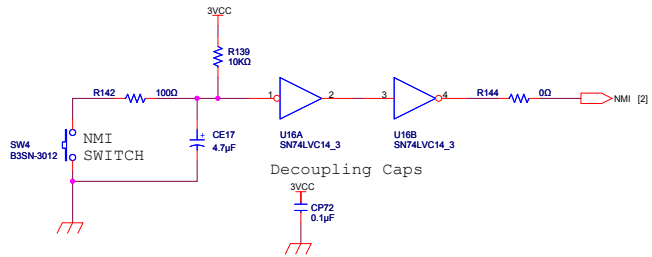 3VCC
R139
10KΩ
R142 100Ω
1 2 3 4
R144 0Ω
NMI [2]
SW4
B3SN-3012
NMI
SWITCH
+
CE17
4.7µF
U16A
SN74LVC14_3
U16B
SN74LVC14_3
Decoupling Caps
3VCC
CP72
0.1µF